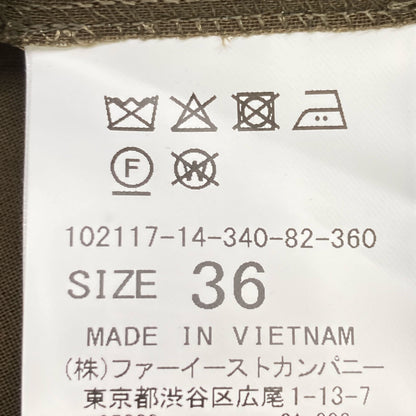 F
W
102117-14-340-82-360
SIZE 36
MADE IN VIETNAM
(株)ファーイーストカンパニー
東京都渋谷区広尾1-13-7